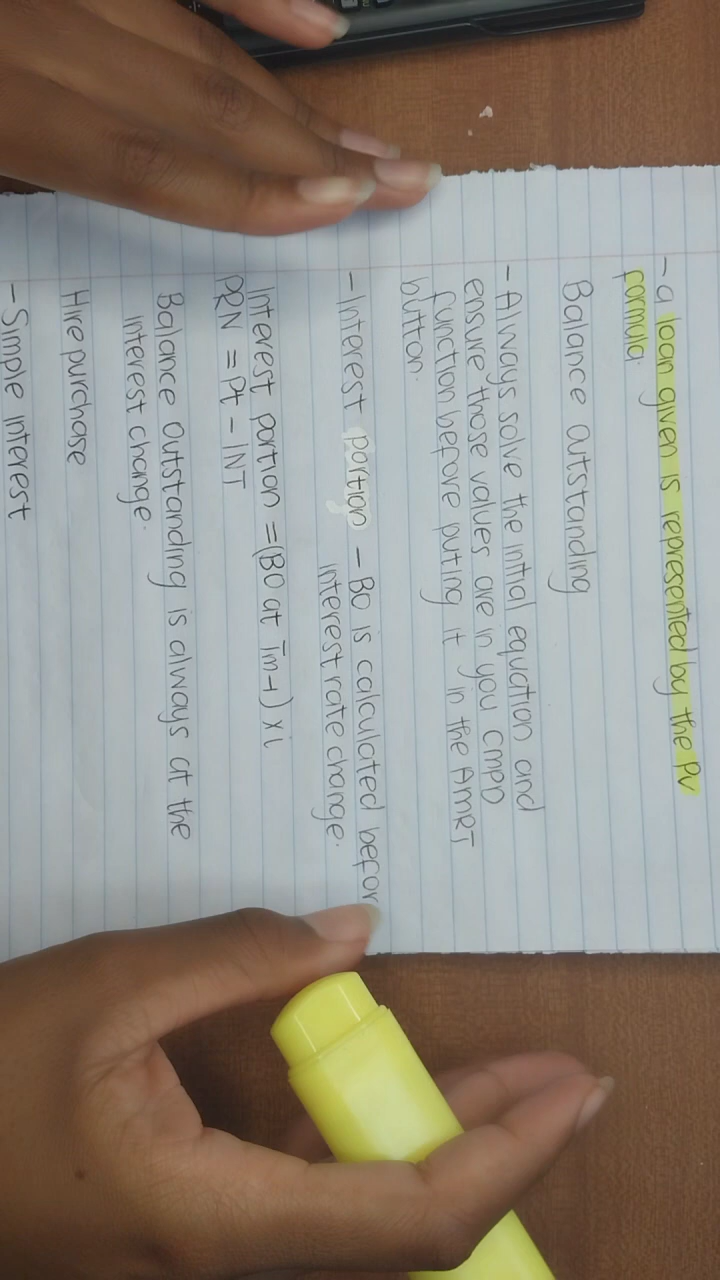 - a loan given is represented by the Pv
formula.
Balance outstanding
- Always solve the initial equation and
ensure those values are in you CMPD
function before puting it in the AMRT
button.
- Interest portion - BO is calculated befor
interest rate change.
Interest portion = (BO at Tm-1) x i
PRN = Pt - INT
Balance outstanding is always at the
interest change.
Hire purchase
- Simple interest